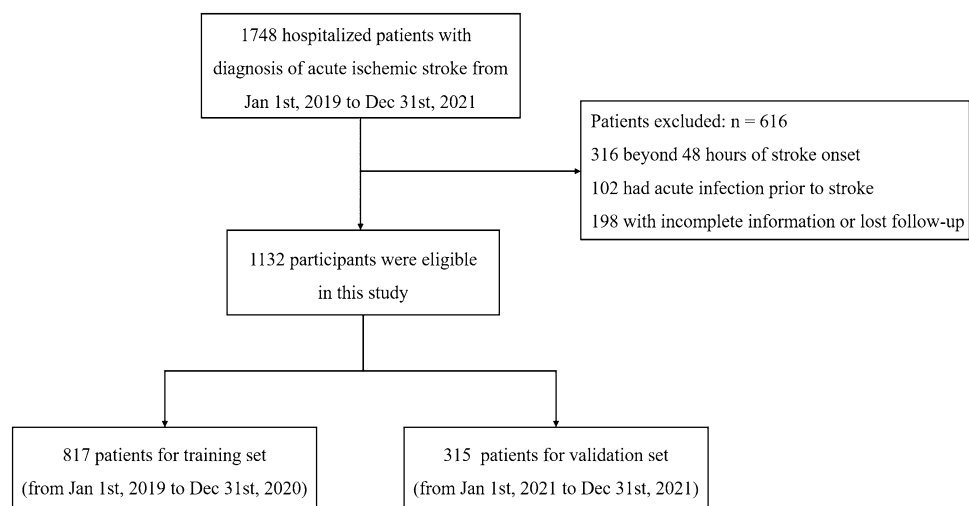 1748 hospitalized patients with
diagnosis of acute ischemic stroke from
Jan 1st, 2019 to Dec 31st, 2021
Patients excluded: n = 616
316 beyond 48 hours of stroke onset
102 had acute infection prior to stroke
198 with incomplete information or lost follow-up
1132 participants were eligible
in this study
817 patients for training set
(from Jan 1st, 2019 to Dec 31st, 2020)
315 patients for validation set
(from Jan 1st, 2021 to Dec 31st, 2021)